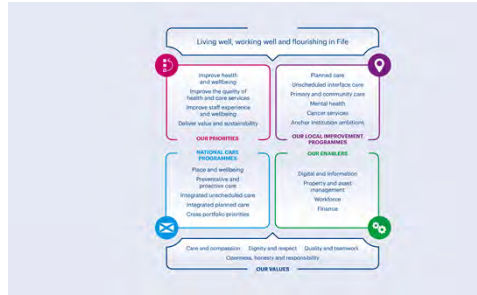 Living well, working well and flourishing in Fife
Improve health
and wellbeing
Improve the quality of
health and care services
Improve staff experience
and wellbeing
Deliver value and sustainability
OUR PRIORITIES
Planned care
Unscheduled interface care
Primary and community care
Mental health
Cancer services
Anchor institution ambitions
OUR LOCAL IMPROVEMENT
PROGRAMMES
NATIONAL CARE
PROGRAMMES
Place and wellbeing
Preventative and
proactive care
Integrated unscheduled care
Integrated planned care
Cross portfolio priorities
OUR ENABLERS
Digital and information
Property and asset
management
Workforce
Finance
Care and compassion Dignity and respect Quality and teamwork
Openness, honesty and responsibility
OUR VALUES